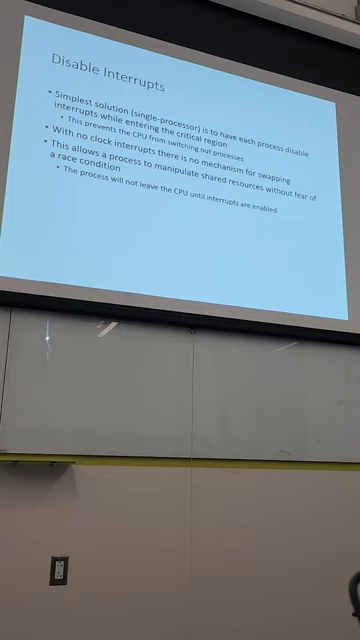 Disable Interrupts
• Simplest solution (single-processor) is to have each process disable
interrupts while entering the critical region
• This prevents the CPU from switching out processes
• With no clock interrupts there is no mechanism for swapping
• This allows a process to manipulate shared resources without fear of
a race condition
• The process will not leave the CPU until interrupts are enabled